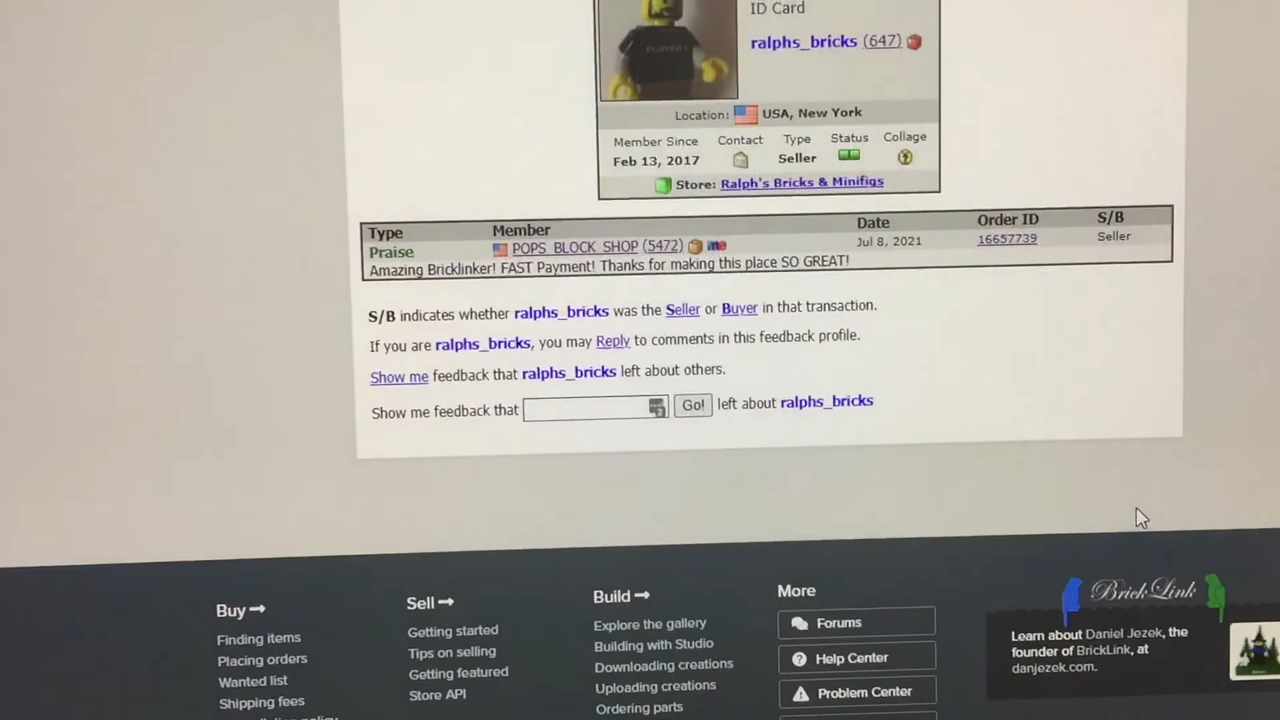 ID Card
ralphs_bricks (647)
Location: USA, New York
Member Since Contact Type Status Collage
Feb 13, 2017 Seller
Store: Ralph's Bricks & Minifigs
Type Member Date Order ID S/B
Praise POPS_BLOCK_SHOP (5472) me Jul 8, 2021 16657739 Seller
Amazing Bricklinker! FAST Payment! Thanks for making this place SO GREAT!
S/B indicates whether ralphs_bricks was the Seller or Buyer in that transaction.
If you are ralphs_bricks, you may Reply to comments in this feedback profile.
Show me feedback that ralphs_bricks left about others.
Show me feedback that Go! left about ralphs_bricks
Buy
Finding items
Placing orders
Wanted list
Shipping fees
Sell
Getting started
Tips on selling
Getting featured
Store API
Build
Explore the gallery
Building with Studio
Downloading creations
Uploading creations
Ordering parts
More
Forums
Help Center
Problem Center
BrickLink
Learn about Daniel Jezek, the
founder of BrickLink, at
danjezek.com.